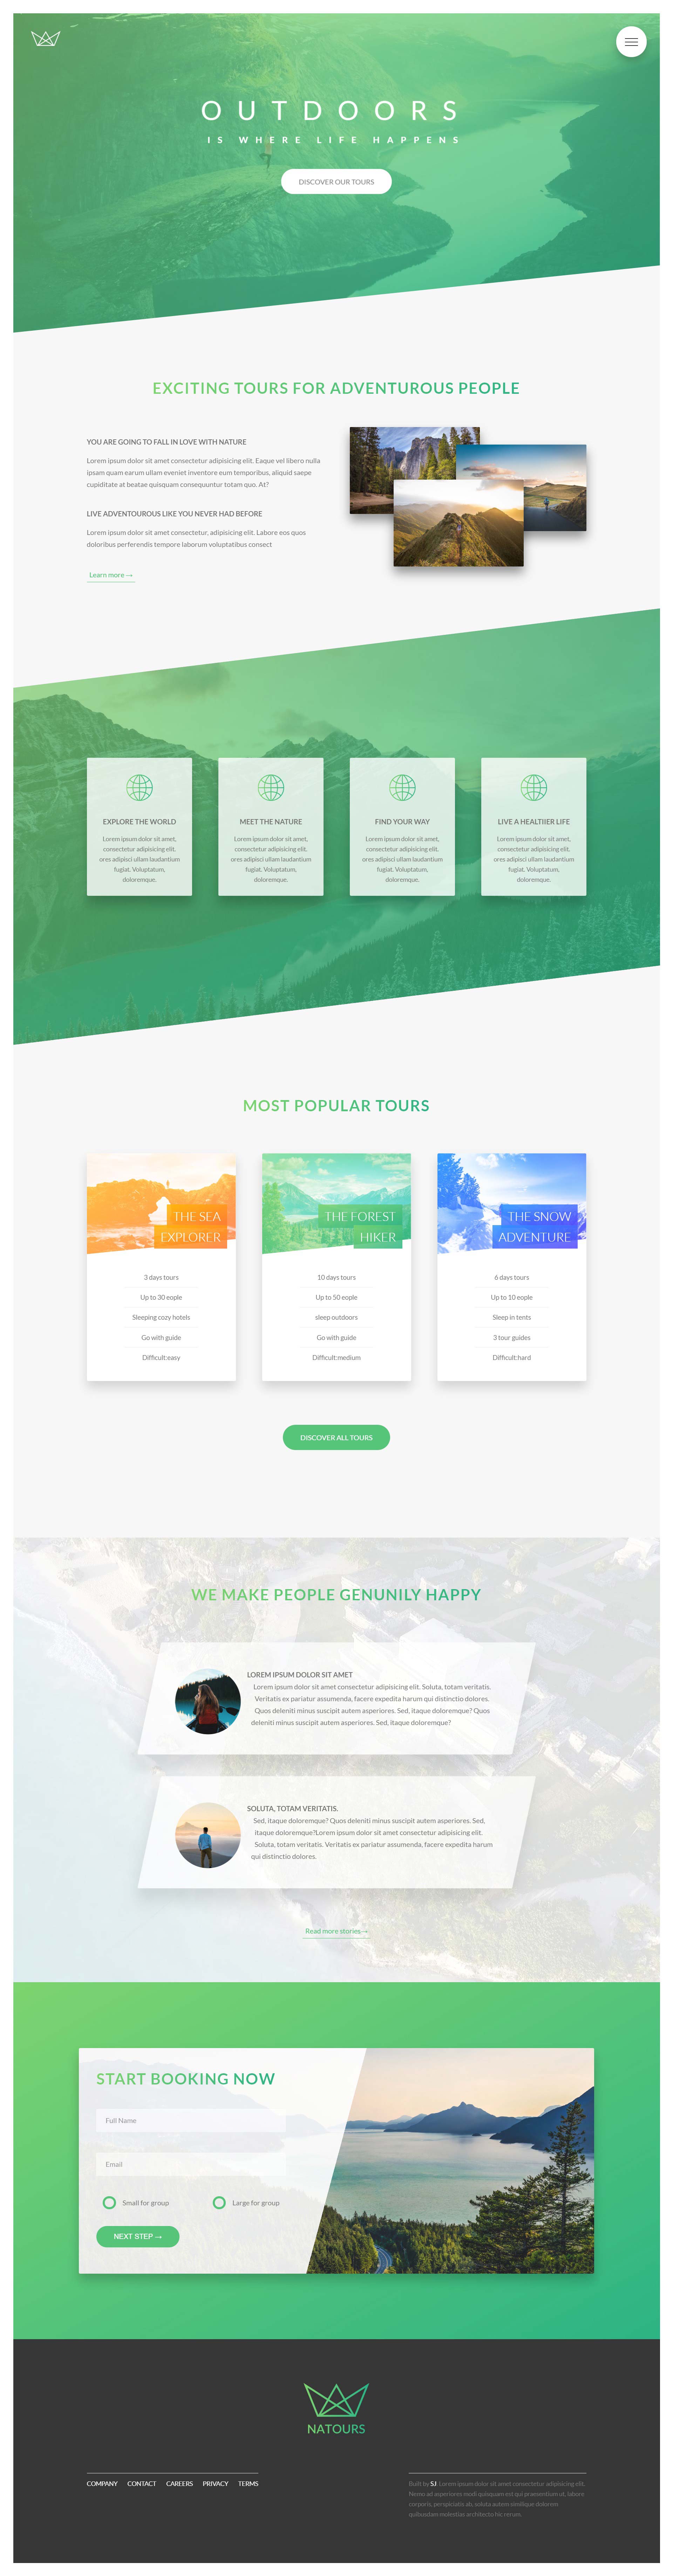 OUTDOORS
IS WHERE LIFE HAPPENS
DISCOVER OUR TOURS
EXCITING TOURS FOR ADVENTUROUS PEOPLE
YOU ARE GOING TO FALL IN LOVE WITH NATURE
Lorem ipsum dolor sit amet consectetur adipisicing elit. Eaque vel libero nulla
ipsam quam earum ullam eveniet inventore eum temporibus, aliquid saepe
cupiditate at beatae quisquam consequuntur totam quo. At?
LIVE ADVENTOUROUS LIKE YOU NEVER HAD BEFORE
Lorem ipsum dolor sit amet consectetur, adipisicing elit. Labore eos quos
doloribus perferendis tempore laborum voluptatibus consect
Learn more →
EXPLORE THE WORLD
Lorem ipsum dolor sit amet,
consectetur adipisicing elit.
ores adipisci ullam laudantium
fugiat. Voluptatum,
doloremque.
MEET THE NATURE
Lorem ipsum dolor sit amet,
consectetur adipisicing elit.
ores adipisci ullam laudantium
fugiat. Voluptatum,
doloremque.
FIND YOUR WAY
Lorem ipsum dolor sit amet,
consectetur adipisicing elit.
ores adipisci ullam laudantium
fugiat. Voluptatum,
doloremque.
LIVE A HEALTIIER LIFE
Lorem ipsum dolor sit amet,
consectetur adipisicing elit.
ores adipisci ullam laudantium
fugiat. Voluptatum,
doloremque.
MOST POPULAR TOURS
THE SEA
EXPLORER
3 days tours
Up to 30 eople
Sleeping cozy hotels
Go with guide
Difficult:easy
THE FOREST
HIKER
10 days tours
Up to 50 eople
sleep outdoors
Go with guide
Difficult:medium
THE SNOW
ADVENTURE
6 days tours
Up to 10 eople
Sleep in tents
3 tour guides
Difficult:hard
DISCOVER ALL TOURS
WE MAKE PEOPLE GENUNILY HAPPY
LOREM IPSUM DOLOR SIT AMET
Lorem ipsum dolor sit amet consectetur adipisicing elit. Soluta, totam veritatis.
Veritatis ex pariatur assumenda, facere expedita harum qui distinctio dolores.
Quos deleniti minus suscipit autem asperiores. Sed, itaque doloremque? Quos
deleniti minus suscipit autem asperiores. Sed, itaque doloremque?
SOLUTA, TOTAM VERITATIS.
Sed, itaque doloremque? Quos deleniti minus suscipit autem asperiores. Sed,
itaque doloremque?Lorem ipsum dolor sit amet consectetur adipisicing elit.
Soluta, totam veritatis. Veritatis ex pariatur assumenda, facere expedita harum
qui distinctio dolores.
Read more stories→
START BOOKING NOW
Full Name
Email
Small for group
Large for group
NEXT STEP →
NATOURS
COMPANY CONTACT CAREERS PRIVACY TERMS
Built by SJ Lorem ipsum dolor sit amet consectetur adipisicing elit.
Nemo ad asperiores modi quisquam est qui praesentium ut, labore
corporis, perspiciatis ab, soluta autem similique dolorem
quibusdam molestias architecto hic rerum.